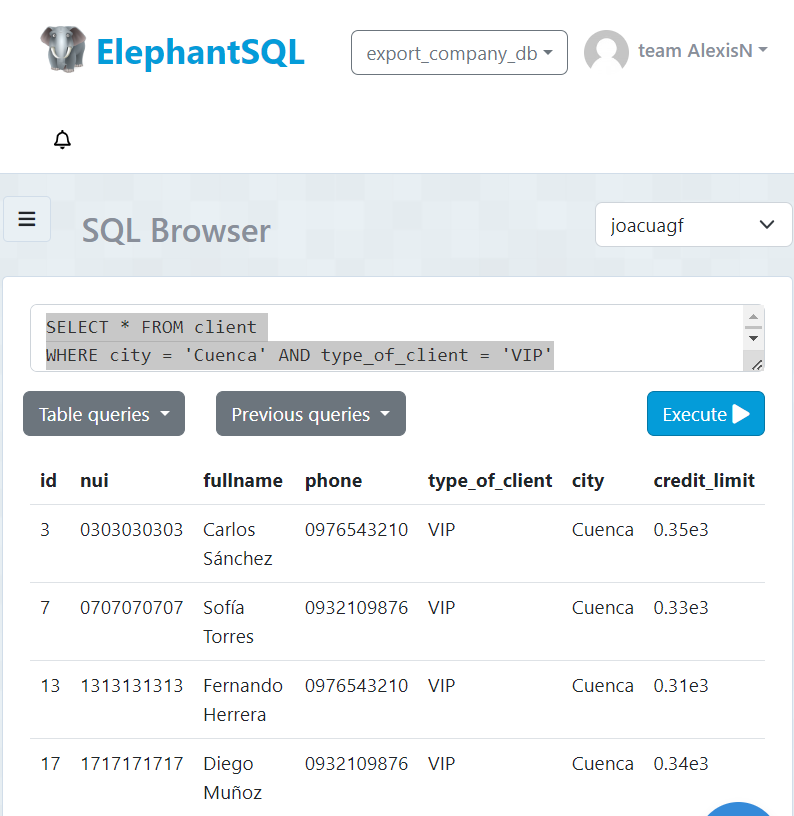 ElephantSQL
export_company_db
team AlexisN
SQL Browser
joacuagf
SELECT * FROM client
WHERE city = 'Cuenca' AND type_of_client = 'VIP'
Table queries
Previous queries
Execute
id nui fullname phone type_of_client city credit_limit
3 0303030303 Carlos 0976543210 VIP Cuenca 0.35e3
Sánchez
7 0707070707 Sofía 0932109876 VIP Cuenca 0.33e3
Torres
13 1313131313 Fernando 0976543210 VIP Cuenca 0.31e3
Herrera
17 1717171717 Diego 0932109876 VIP Cuenca 0.34e3
Muñoz